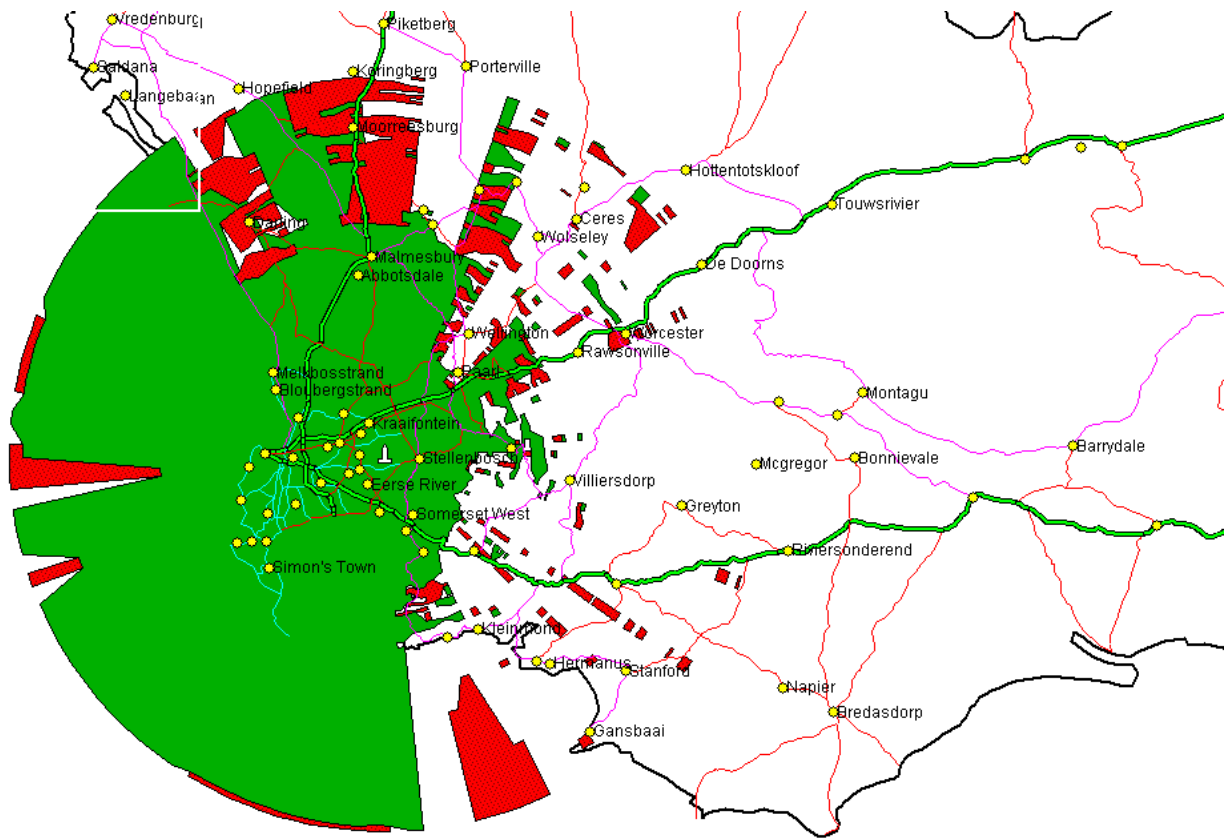 Vredenburg
Piketberg
Saldana
Koringberg
Porterville
Hopefield
Langebaan
Moorreesburg
Hottentotskloof
Touwsrivier
Ceres
Wolseley
Malmesbury
De Doorns
Abbotsdale
Wellington
Worcester
Rawsonville
Melkbosstrand
Paarl
Bloubergstrand
Montagu
Kraaifontein
Barrydale
Stellenbosch
Mcgregor
Bonnievale
Eerse River
Villiersdorp
Greyton
Somerset West
Riviersonderend
Simon's Town
Kleinmond
Hermanus
Stanford
Napier
Bredasdorp
Gansbaai